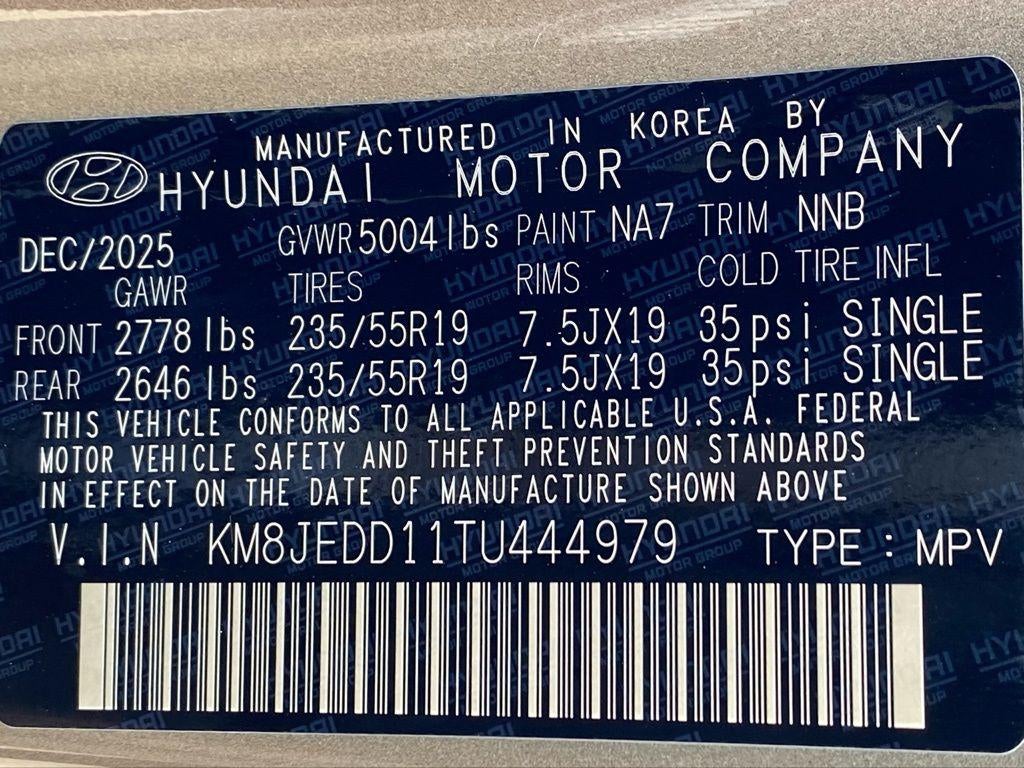 MANUFACTURED IN KOREA BY
HYUNDAI MOTOR COMPANY
DEC/2025 GVWR 5004lbs PAINT NA7 TRIM NNB
GAWR TIRES RIMS COLD TIRE INFL
FRONT 2778 lbs 235/55R19 7.5JX19 35psi SINGLE
REAR 2646 lbs 235/55R19 7.5JX19 35psi SINGLE
THIS VEHICLE CONFORMS TO ALL APPLICABLE U.S.A. FEDERAL
MOTOR VEHICLE SAFETY AND THEFT PREVENTION STANDARDS
IN EFFECT ON THE DATE OF MANUFACTURE SHOWN ABOVE
V.I.N KM8JEDD11TU444979 TYPE : MPV